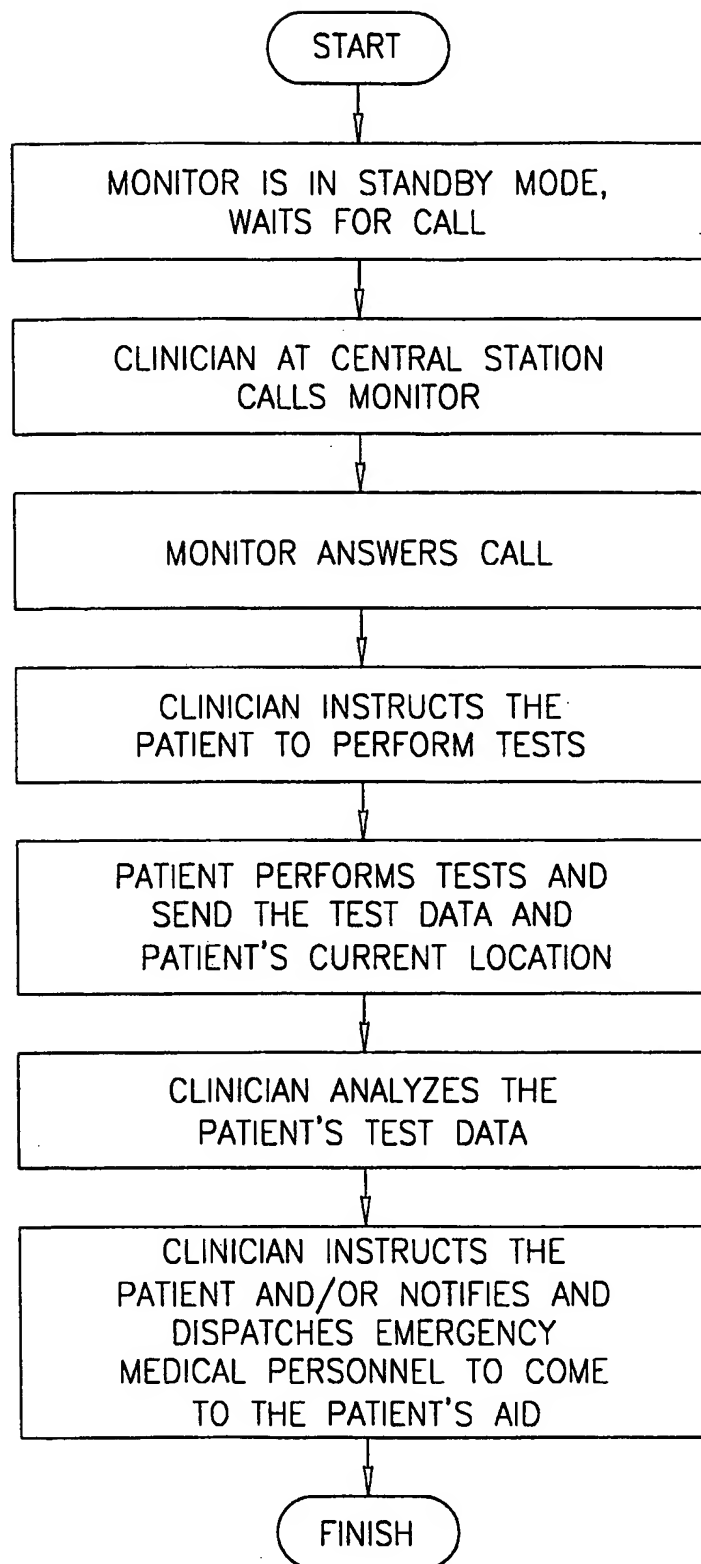 START
MONITOR IS IN STANDBY MODE,
WAITS FOR CALL
CLINICIAN AT CENTRAL STATION
CALLS MONITOR
MONITOR ANSWERS CALL
CLINICIAN INSTRUCTS THE
PATIENT TO PERFORM TESTS
PATIENT PERFORMS TESTS AND
SEND THE TEST DATA AND
PATIENT'S CURRENT LOCATION
CLINICIAN ANALYZES THE
PATIENT'S TEST DATA
CLINICIAN INSTRUCTS THE
PATIENT AND/OR NOTIFIES AND
DISPATCHES EMERGENCY
MEDICAL PERSONNEL TO COME
TO THE PATIENT'S AID
FINISH